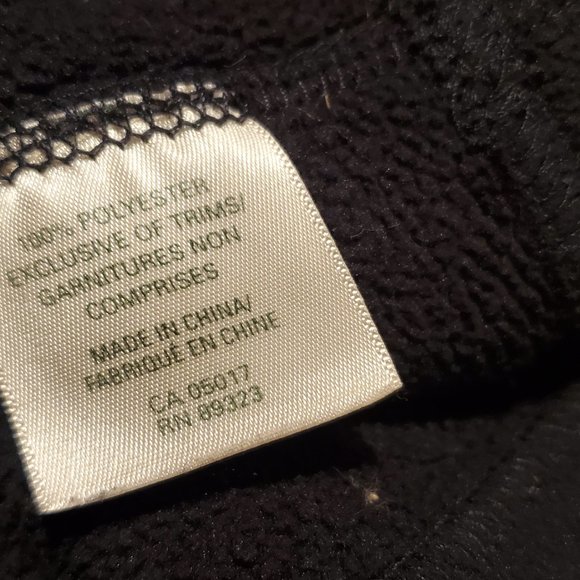 100% POLYESTER
EXCLUSIVE OF TRIMS/
GARNITURES NON
COMPRISES
MADE IN CHINA/
FABRIQUÉ EN CHINE
CA 05017
RN 89323